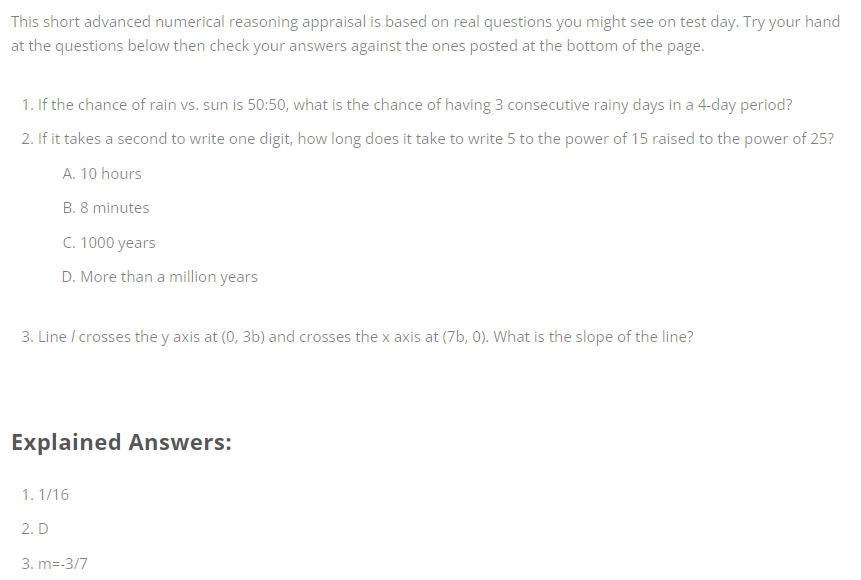 This short advanced numerical reasoning appraisal is based on real questions you might see on test day. Try your hand
at the questions below then check your answers against the ones posted at the bottom of the page.
1. If the chance of rain vs. sun is 50:50, what is the chance of having 3 consecutive rainy days in a 4-day period?
2. If it takes a second to write one digit, how long does it take to write 5 to the power of 15 raised to the power of 25?
A. 10 hours
B. 8 minutes
C. 1000 years
D. More than a million years
3. Line l crosses the y axis at (0, 3b) and crosses the x axis at (7b, 0). What is the slope of the line?
Explained Answers:
1. 1/16
2. D
3. m=-3/7